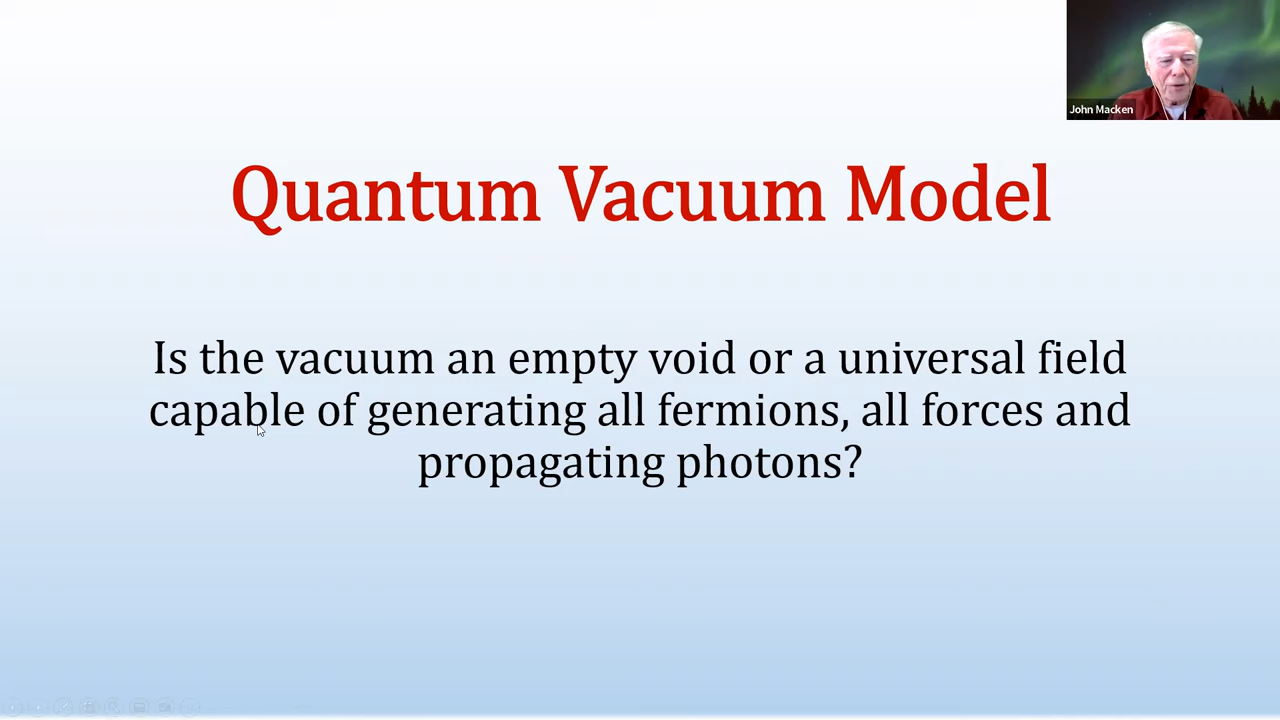 John Macken
Quantum Vacuum Model
Is the vacuum an empty void or a universal field
capable of generating all fermions, all forces and
propagating photons?